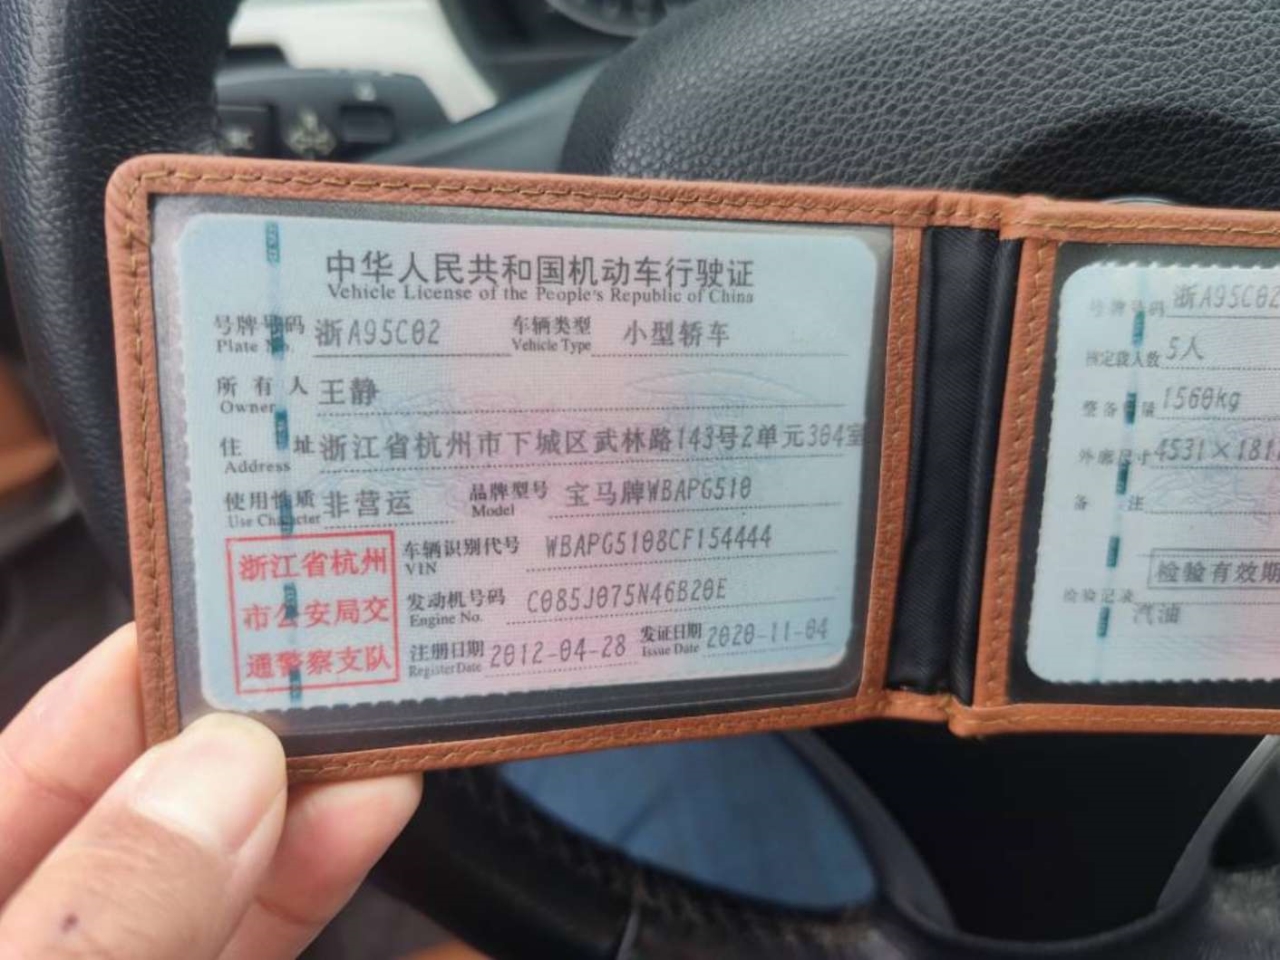 中华人民共和国机动车行驶证
Vehicle License of the People's Republic of China
号牌号码 浙A95C02 车辆类型 小型轿车
Plate No. Vehicle Type
所有人 王静
Owner
住址 浙江省杭州市下城区武林路143号2单元304室
Address
使用性质 非营运 品牌型号 宝马牌WBAPG510
Use Character Model
浙江省杭州
市公安局交
通警察支队
车辆识别代号 WBAPG5108CF154444
VIN
发动机号码 C085J075N46B20E
Engine No.
注册日期 2012-04-28 发证日期 2020-11-04
Register Date Issue Date
号牌号码 浙A95C02
核定载人数 5人
整备质量 1560kg
外廓尺寸 4531×181
备注
检验有效期
检验记录
汽油